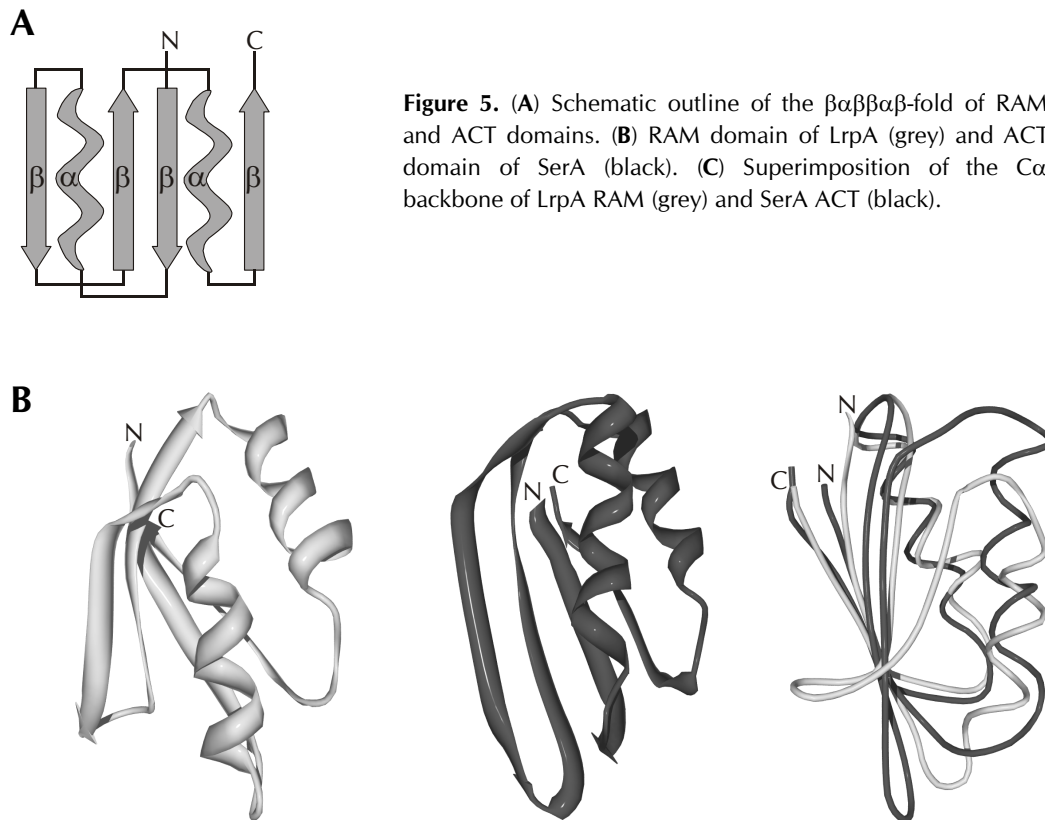 A
N C
β α β β α β
Figure 5. (A) Schematic outline of the βαββαβ-fold of RAM
and ACT domains. (B) RAM domain of LrpA (grey) and ACT
domain of SerA (black). (C) Superimposition of the Cα
backbone of LrpA RAM (grey) and SerA ACT (black).
B
N
C
N C
N
C N